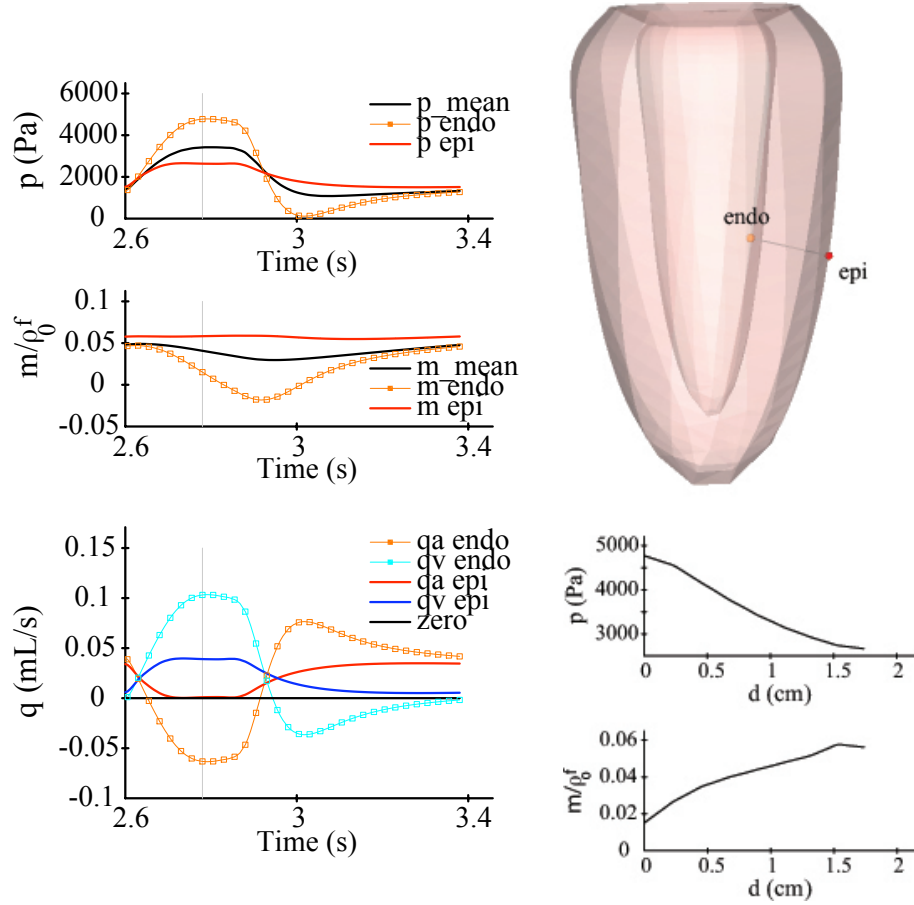 6000
4000
2000
0
p (Pa)
p_mean
p endo
p epi
2.6
3.4
Time (s)
0.1
0.05
0
-0.05
m/ρ₀ᶠ
m_mean
m endo
m epi
2.6
3
3.4
Time (s)
0.15
0.1
0.05
0
-0.05
-0.1
q (mL/s)
qa endo
qv endo
qa epi
qv epi
zero
2.6
3
3.4
Time (s)
endo
epi
5000
4000
3000
p (Pa)
0
0.5
1
1.5
2
d (cm)
0.06
0.04
0.02
0
m/ρ₀ᶠ
0
0.5
1
1.5
2
d (cm)